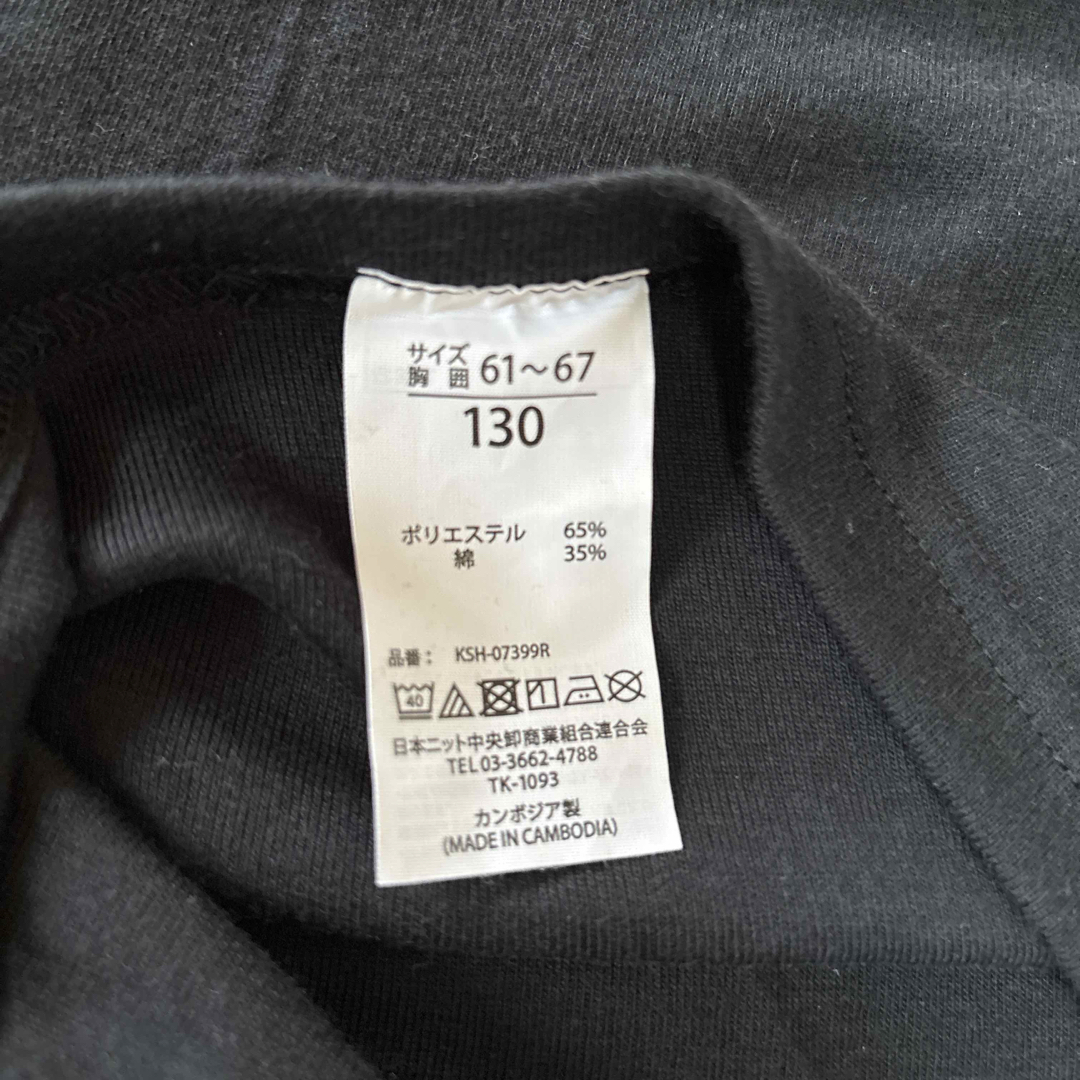 サイズ
胸囲 61～67
130
ポリエステル 65%
綿 35%
品番： KSH-07399R
40
日本ニット中央卸商業組合連合会
TEL 03-3662-4788
TK-1093
カンボジア製
(MADE IN CAMBODIA)